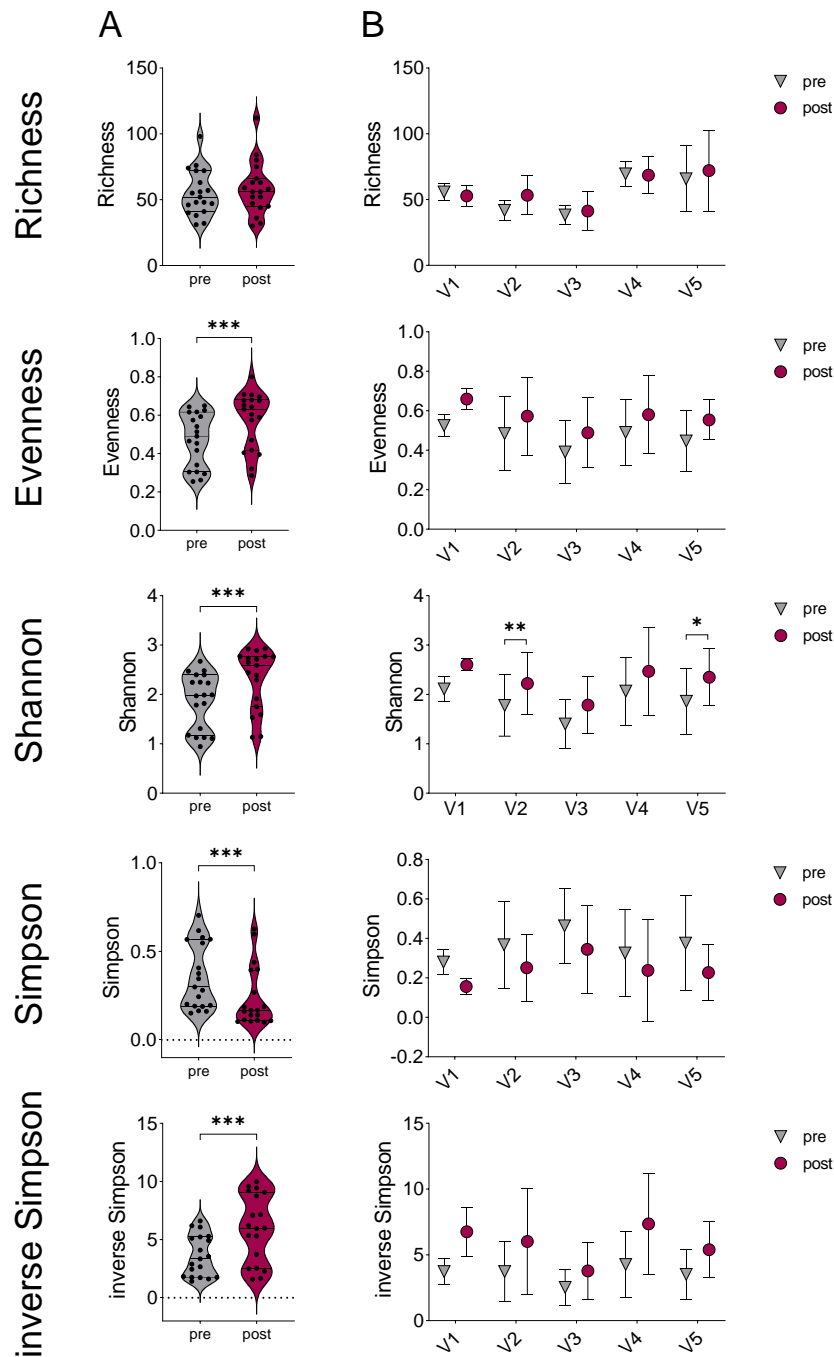 A
B
Richness
Richness
150
100
50
0
pre
post
Richness
150
100
50
0
V1
V2
V3
V4
V5
pre
post
Evenness
Evenness
1.0
0.8
0.6
0.4
0.2
0.0
***
pre
post
Evenness
1.0
0.8
0.6
0.4
0.2
0.0
V1
V2
V3
V4
V5
pre
post
Shannon
Shannon
4
3
2
1
0
***
pre
post
Shannon
4
3
2
1
0
**
*
V1
V2
V3
V4
V5
pre
post
Simpson
Simpson
1.0
0.5
0.0
***
pre
post
Simpson
0.8
0.6
0.4
0.2
0.0
-0.2
V1
V2
V3
V4
V5
pre
post
inverse Simpson
inverse Simpson
15
10
5
0
***
pre
post
inverse Simpson
15
10
5
0
V1
V2
V3
V4
V5
pre
post